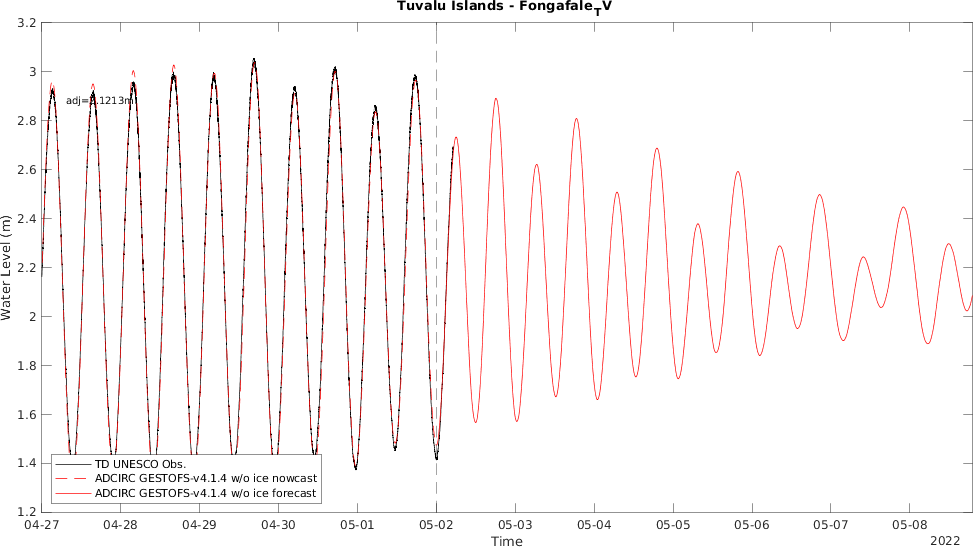 Tuvalu Islands - Fongafale_TV
3.2
3
2.8
2.6
2.4
2.2
2
1.8
1.6
1.4
1.2
Water Level (m)
adj=2.1213m
TD UNESCO Obs.
ADCIRC GESTOFS-v4.1.4 w/o ice nowcast
ADCIRC GESTOFS-v4.1.4 w/o ice forecast
04-27 04-28 04-29 04-30 05-01 05-02 05-03 05-04 05-05 05-06 05-07 05-08
Time
2022